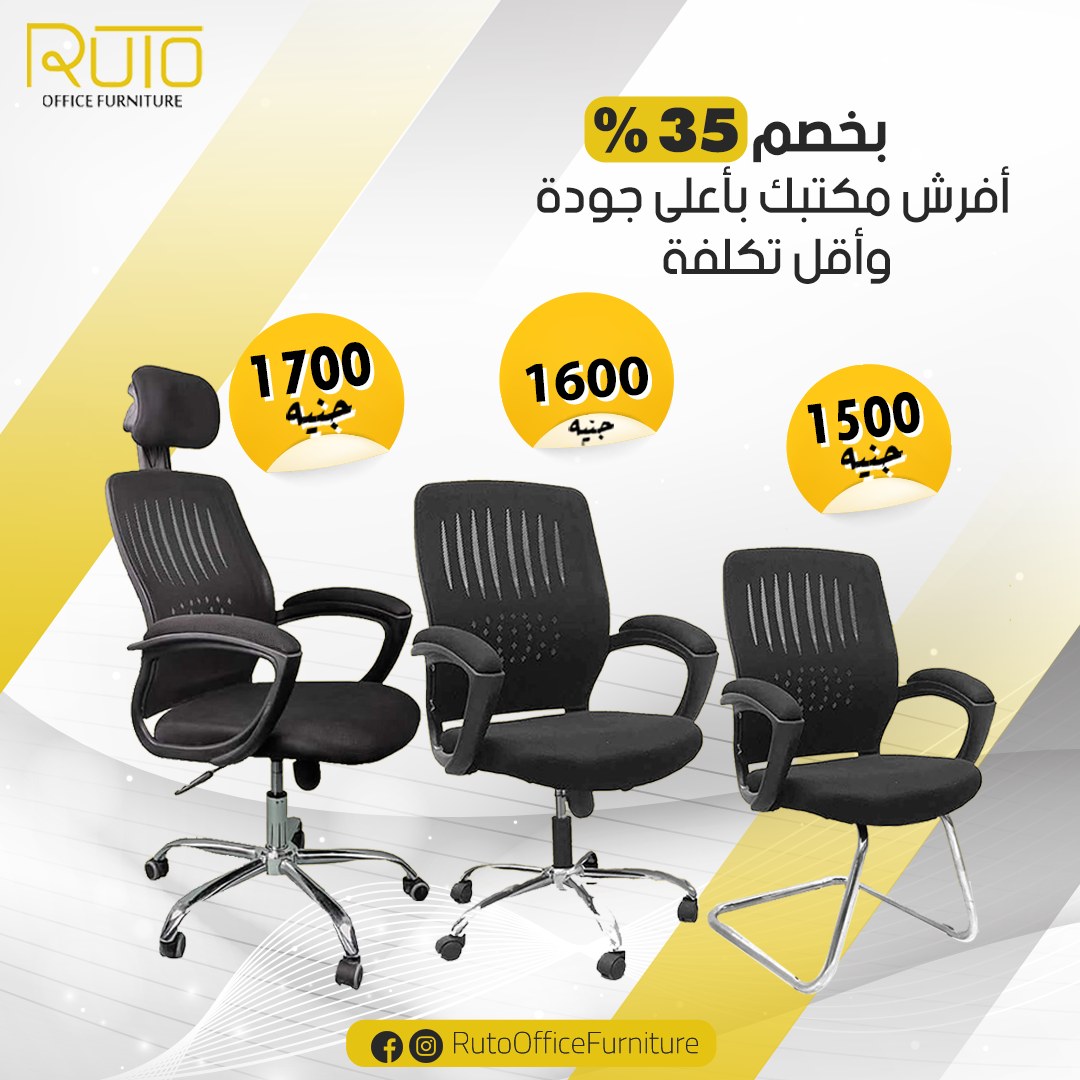 RUTO
OFFICE FURNITURE
بخصم 35 %
أفرش مكتبك بأعلى جودة
وأقل تكلفة
1700
جنيه
1600
جنيه
1500
جنيه
RutoOfficeFurniture